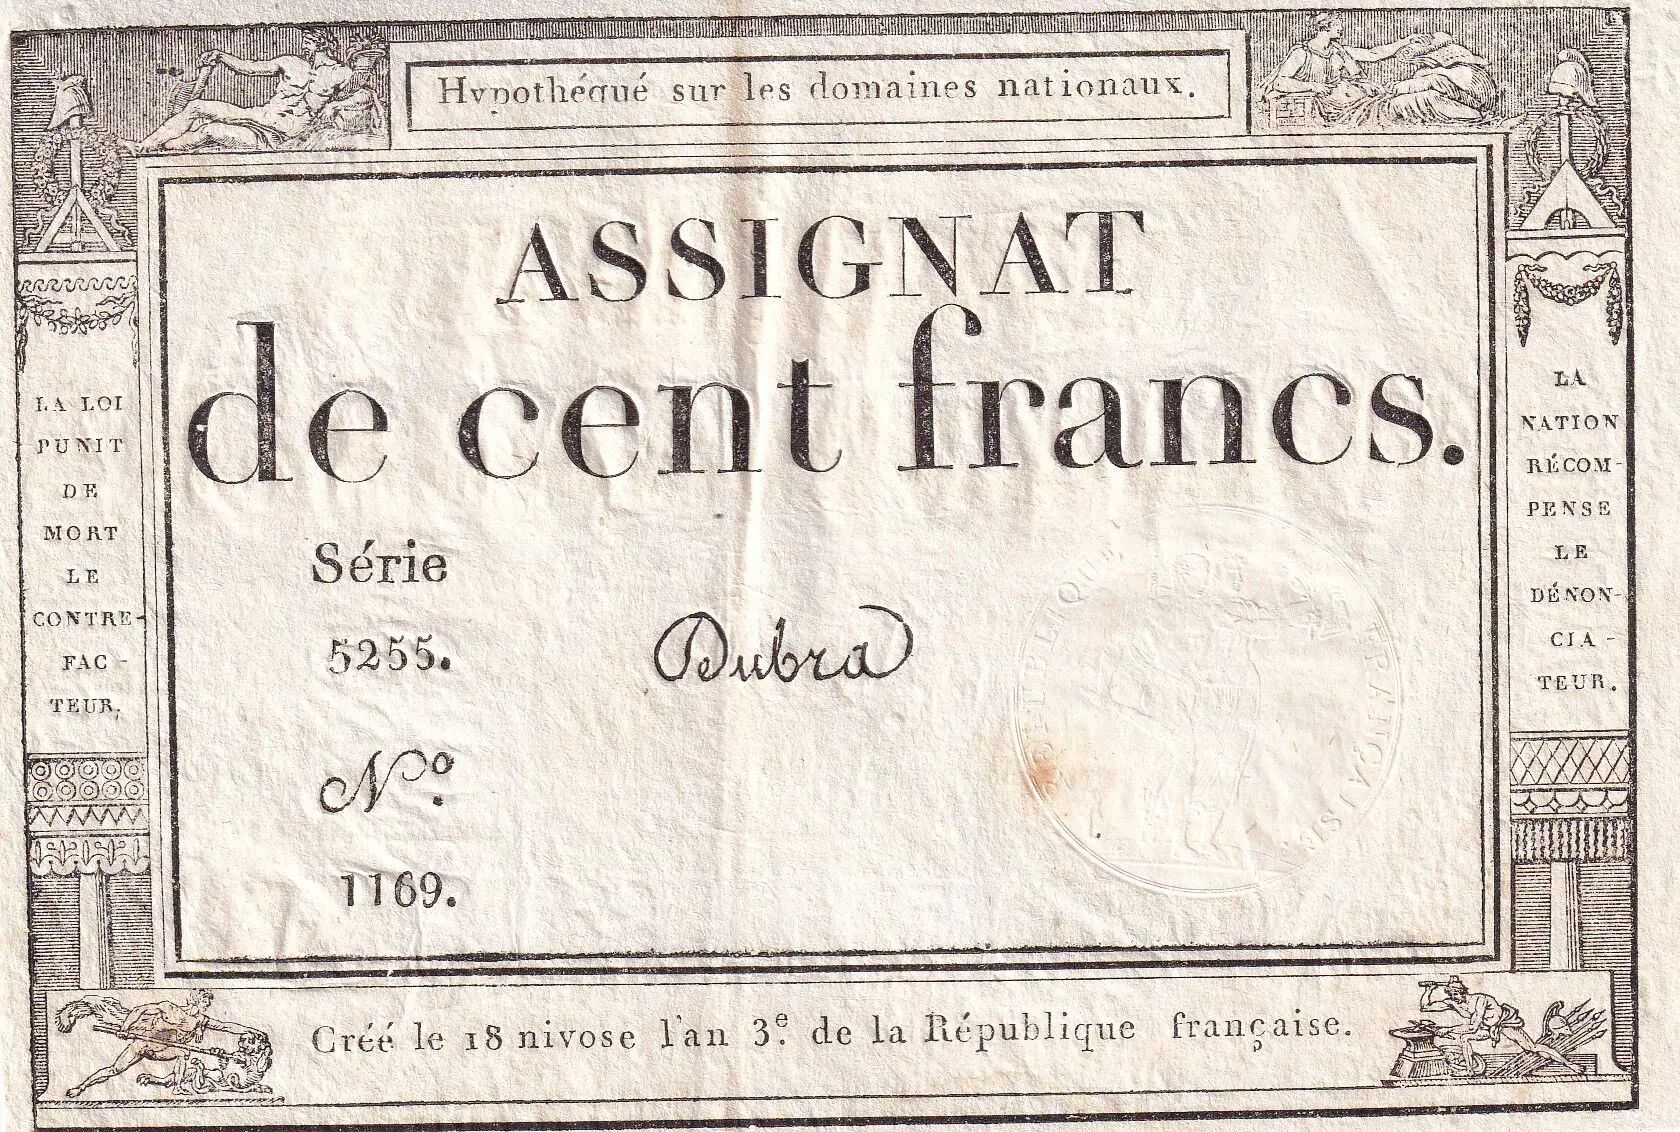 Hypothéqué sur les domaines nationaux.
ASSIGNAT
de cent francs.
LA LOI
PUNIT
DE
MORT
LE
CONTRE-
FAC-
TEUR.
Série
5255.
Dubra
Nº.
1169.
LA
NATION
RÉCOM-
PENSE
LE
DÉNON-
CIA-
TEUR.
Créé le 18 nivose l'an 3e. de la République française.